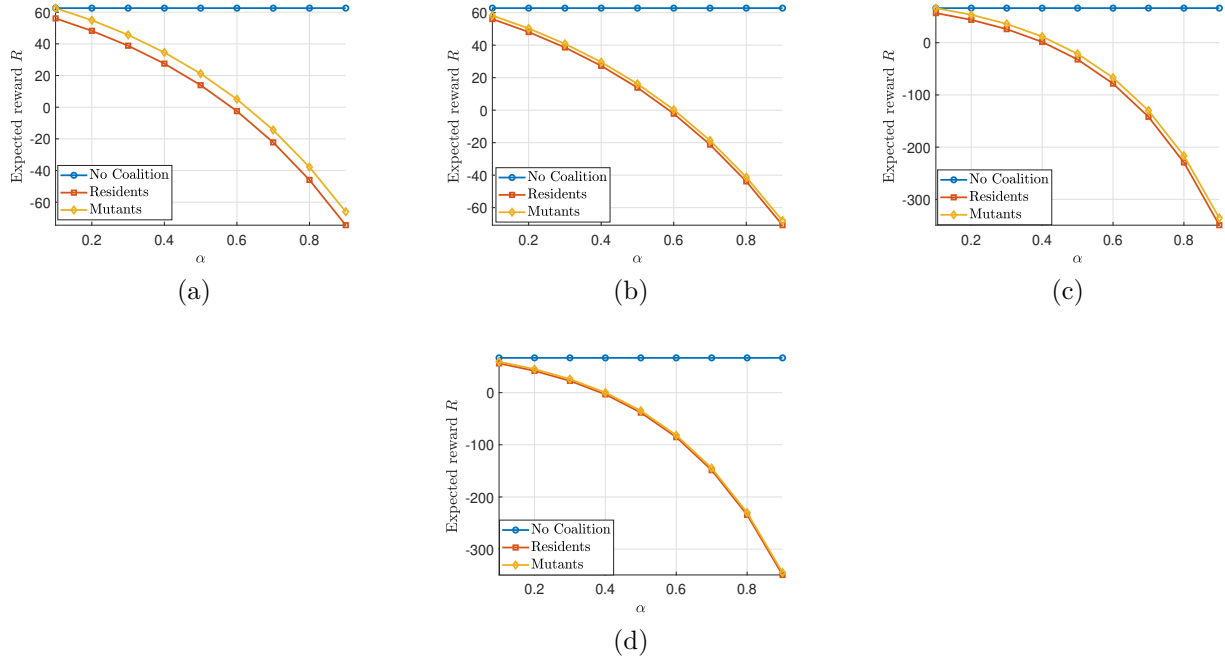 60
40
20
0
-20
-40
-60
Expected reward R
No Coalition
Residents
Mutants
0.2 0.4 0.6 0.8
α
(a)
60
40
20
0
-20
-40
-60
Expected reward R
No Coalition
Residents
Mutants
0.2 0.4 0.6 0.8
α
(b)
0
-100
-200
-300
Expected reward R
No Coalition
Residents
Mutants
0.2 0.4 0.6 0.8
α
(c)
0
-100
-200
-300
Expected reward R
No Coalition
Residents
Mutants
0.2 0.4 0.6 0.8
α
(d)